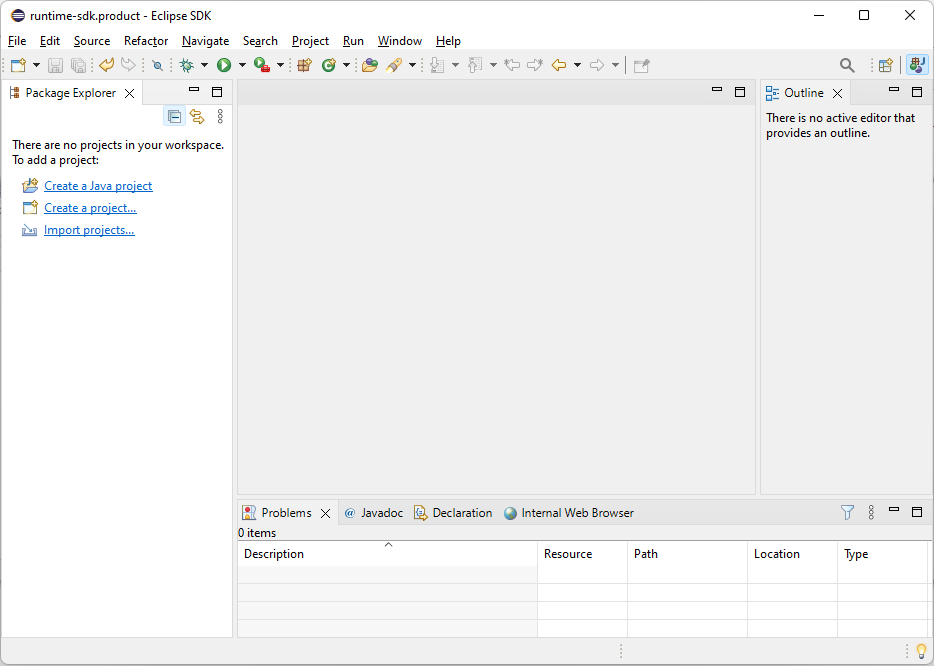 runtime-sdk.product - Eclipse SDK
File Edit Source Refactor Navigate Search Project Run Window Help
Package Explorer
There are no projects in your workspace.
To add a project:
Create a Java project
Create a project...
Import projects...
Outline
There is no active editor that
provides an outline.
Problems @ Javadoc Declaration Internal Web Browser
0 items
Description Resource Path Location Type